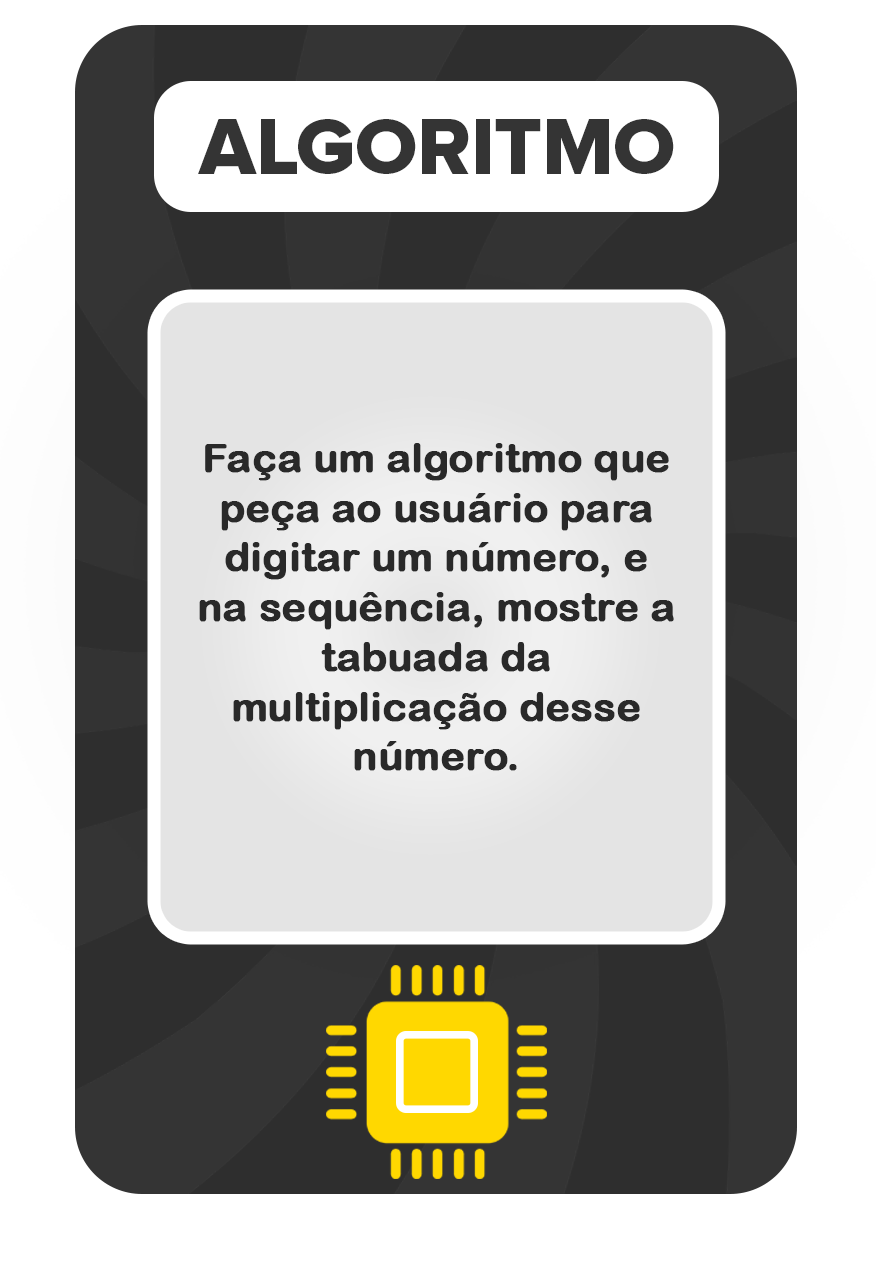 ALGORITMO
Faça um algoritmo que
peça ao usuário para
digitar um número, e
na sequência, mostre a
tabuada da
multiplicação desse
número.